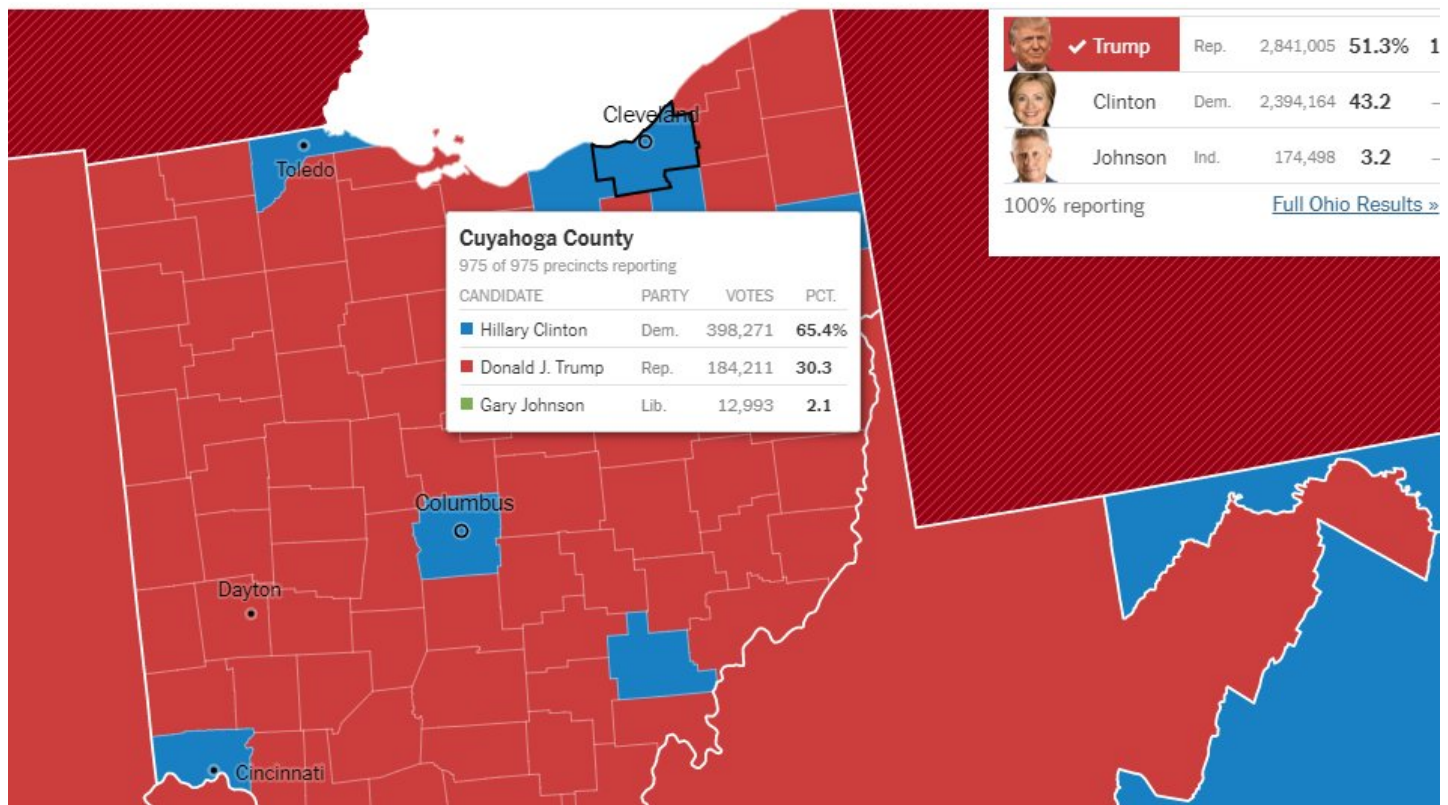 ✓ Trump Rep. 2,841,005 51.3% 1
Clinton Dem. 2,394,164 43.2 –
Johnson Ind. 174,498 3.2 –
100% reporting Full Ohio Results »
Cleveland
Toledo
Cuyahoga County
975 of 975 precincts reporting
CANDIDATE PARTY VOTES PCT.
Hillary Clinton Dem. 398,271 65.4%
Donald J. Trump Rep. 184,211 30.3
Gary Johnson Lib. 12,993 2.1
Columbus
Dayton
Cincinnati